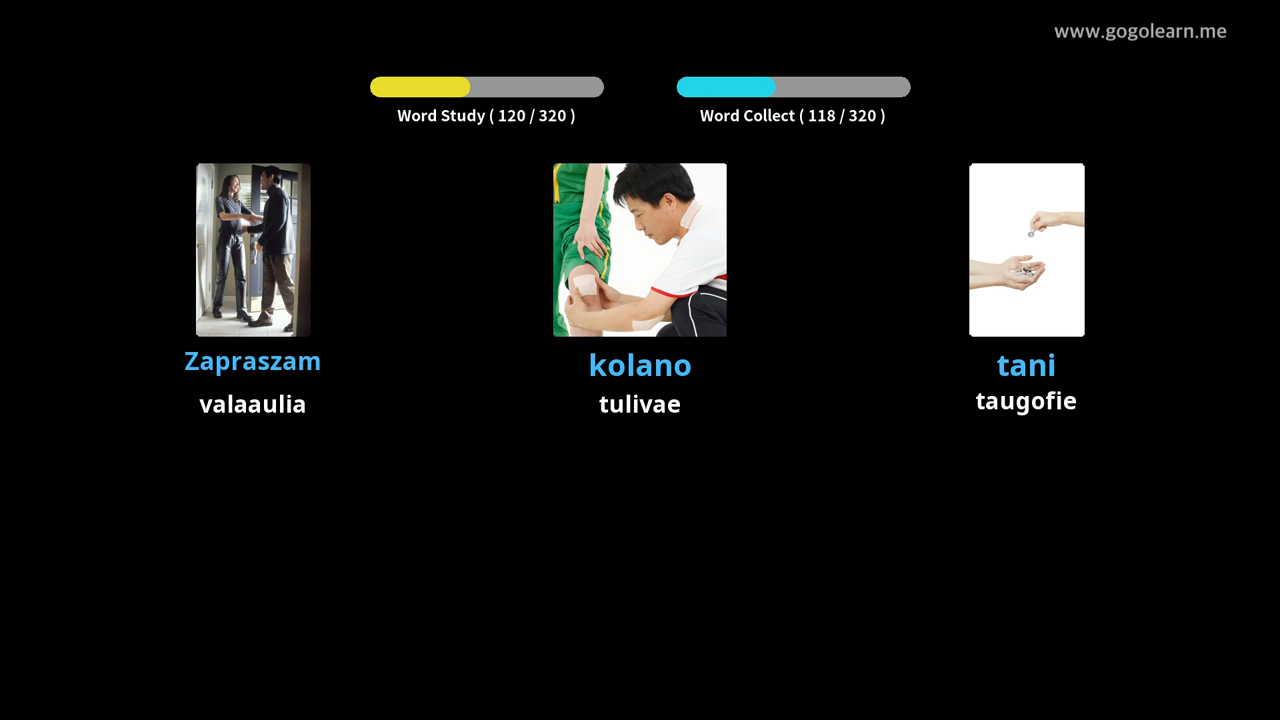 www.gogolearn.me
Word Study ( 120 / 320 )
Word Collect ( 118 / 320 )
Zapraszam
kolano
tani
valaaulia
tulivae
taugofie